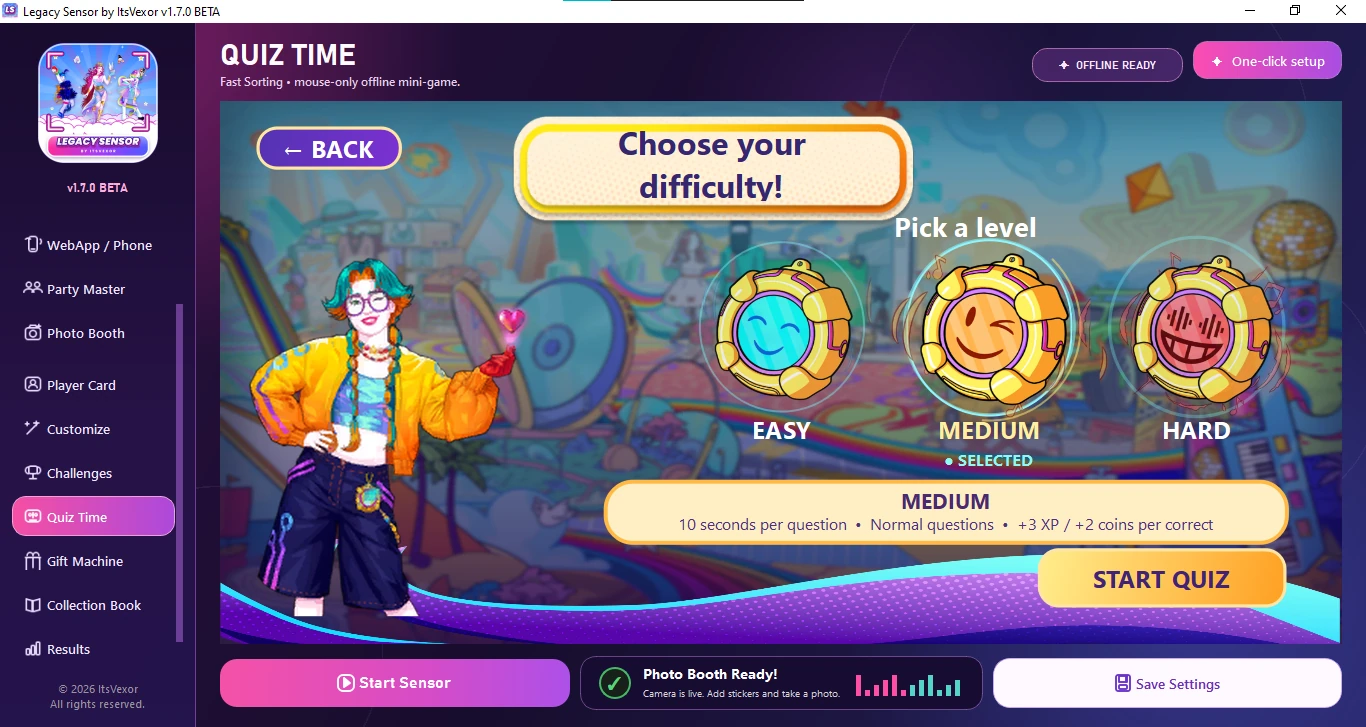 Legacy Sensor by ItsVexor v1.7.0 BETA
LEGACY SENSOR
BY ITSVEXOR
v1.7.0 BETA
WebApp / Phone
Party Master
Photo Booth
Player Card
Customize
Challenges
Quiz Time
Gift Machine
Collection Book
Results
© 2026 ItsVexor
All rights reserved.
QUIZ TIME
Fast Sorting • mouse-only offline mini-game.
✦ OFFLINE READY
✦ One-click setup
← BACK
Choose your
difficulty!
Pick a level
EASY
MEDIUM
• SELECTED
HARD
MEDIUM
10 seconds per question • Normal questions • +3 XP / +2 coins per correct
START QUIZ
Start Sensor
Photo Booth Ready!
Camera is live. Add stickers and take a photo.
Save Settings